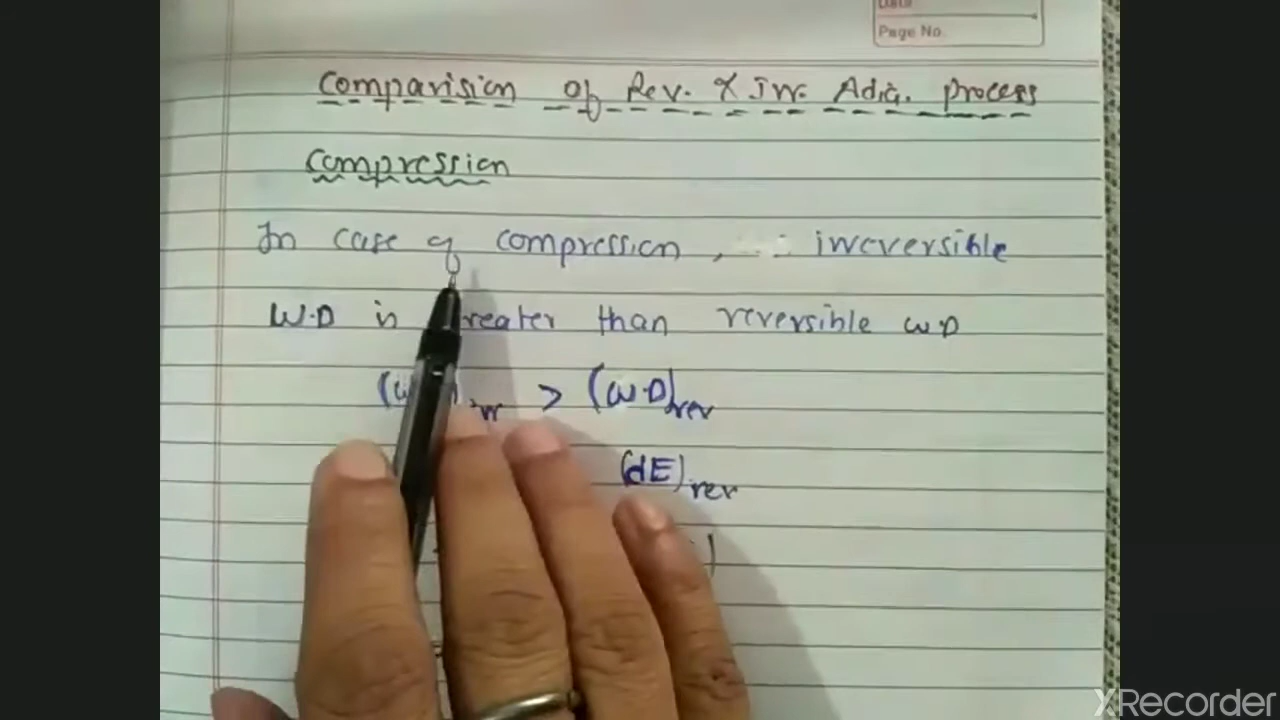 Data
Page No.
Comparision of Rev. & Irr. Adia. process
Compression
In case of compression, irreversible
W.D is than reversible W.D
> (W.D)rev
(dE)rev
XRecorder